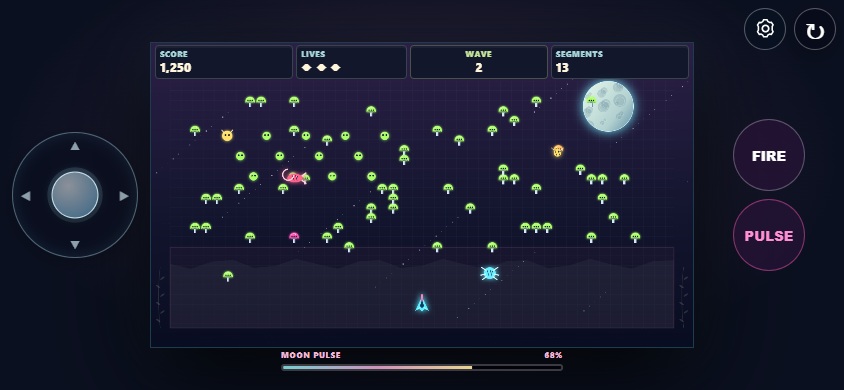 SCORE
1,250
LIVES
WAVE
2
SEGMENTS
13
FIRE
PULSE
MOON PULSE
68%